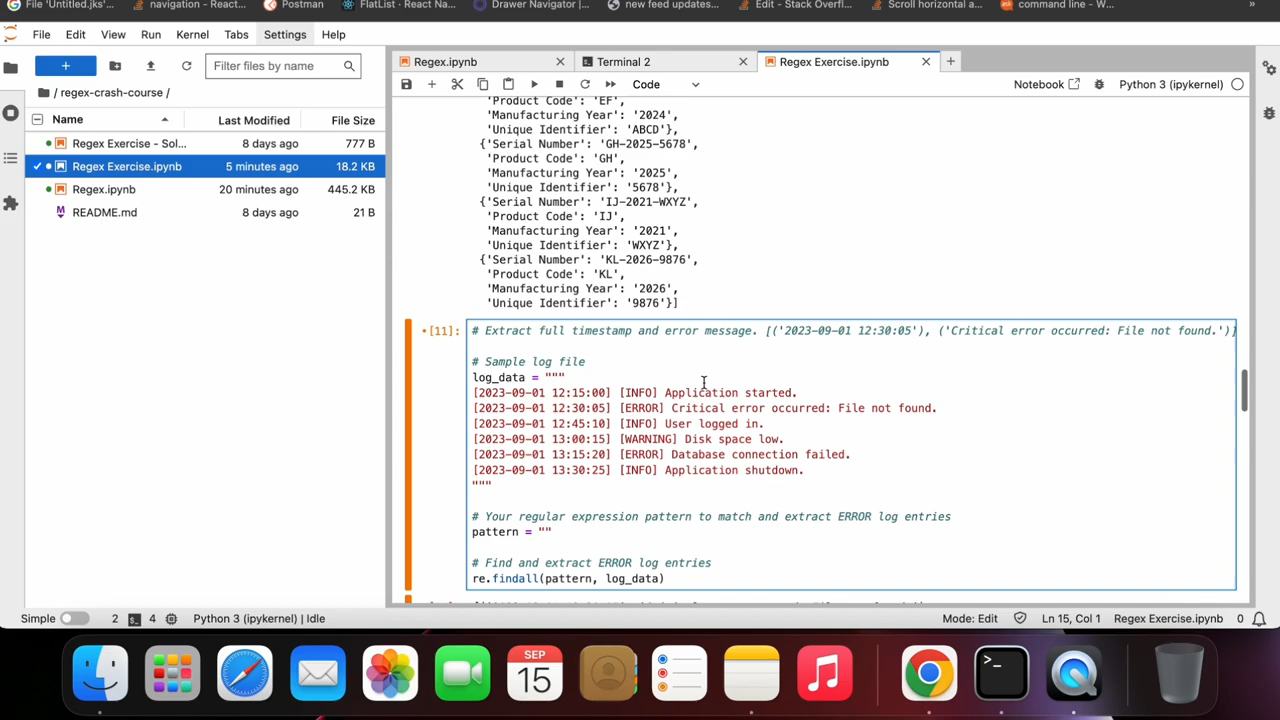 File 'Untitled.jks'...
navigation - React...
Postman
FlatList · React Na...
Drawer Navigator |...
new feed updates...
Edit - Stack Overfl...
Scroll horizontal a...
command line - W...
»
File Edit View Run Kernel Tabs Settings Help
+
Filter files by name
/ regex-crash-course /
Name Last Modified File Size
Regex Exercise - Sol... 8 days ago 777 B
Regex Exercise.ipynb 5 minutes ago 18.2 KB
Regex.ipynb 20 minutes ago 445.2 KB
README.md 8 days ago 21 B
Regex.ipynb
Terminal 2
Regex Exercise.ipynb
Code
Notebook
Python 3 (ipykernel)
'Product Code': 'EF',
'Manufacturing Year': '2024',
'Unique Identifier': 'ABCD'},
{'Serial Number': 'GH-2025-5678',
'Product Code': 'GH',
'Manufacturing Year': '2025',
'Unique Identifier': '5678'},
{'Serial Number': 'IJ-2021-WXYZ',
'Product Code': 'IJ',
'Manufacturing Year': '2021',
'Unique Identifier': 'WXYZ'},
{'Serial Number': 'KL-2026-9876',
'Product Code': 'KL',
'Manufacturing Year': '2026',
'Unique Identifier': '9876'}]
[11]:
# Extract full timestamp and error message. [('2023-09-01 12:30:05'), ('Critical error occurred: File not found.')]
# Sample log file
log_data = """
[2023-09-01 12:15:00] [INFO] Application started.
[2023-09-01 12:30:05] [ERROR] Critical error occurred: File not found.
[2023-09-01 12:45:10] [INFO] User logged in.
[2023-09-01 13:00:15] [WARNING] Disk space low.
[2023-09-01 13:15:20] [ERROR] Database connection failed.
[2023-09-01 13:30:25] [INFO] Application shutdown.
"""
# Your regular expression pattern to match and extract ERROR log entries
pattern = ""
# Find and extract ERROR log entries
re.findall(pattern, log_data)
Simple 2 4 Python 3 (ipykernel) | Idle
Mode: Edit Ln 15, Col 1 Regex Exercise.ipynb 0
SEP
15
>_